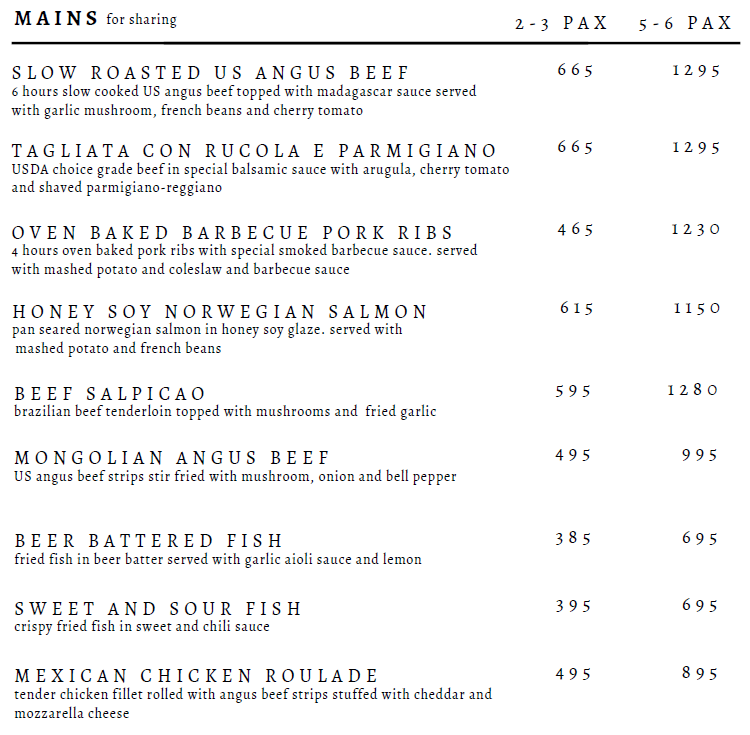 MAINS for sharing 2-3 PAX 5-6 PAX
SLOW ROASTED US ANGUS BEEF 665 1295
6 hours slow cooked US angus beef topped with madagascar sauce served
with garlic mushroom, french beans and cherry tomato
TAGLIATA CON RUCOLA E PARMIGIANO 665 1295
USDA choice grade beef in special balsamic sauce with arugula, cherry tomato
and shaved parmigiano-reggiano
OVEN BAKED BARBECUE PORK RIBS 465 1230
4 hours oven baked pork ribs with special smoked barbecue sauce. served
with mashed potato and coleslaw and barbecue sauce
HONEY SOY NORWEGIAN SALMON 615 1150
pan seared norwegian salmon in honey soy glaze. served with
mashed potato and french beans
BEEF SALPICAO 595 1280
brazilian beef tenderloin topped with mushrooms and fried garlic
MONGOLIAN ANGUS BEEF 495 995
US angus beef strips stir fried with mushroom, onion and bell pepper
BEER BATTERED FISH 385 695
fried fish in beer batter served with garlic aioli sauce and lemon
SWEET AND SOUR FISH 395 695
crispy fried fish in sweet and chili sauce
MEXICAN CHICKEN ROULADE 495 895
tender chicken fillet rolled with angus beef strips stuffed with cheddar and
mozzarella cheese